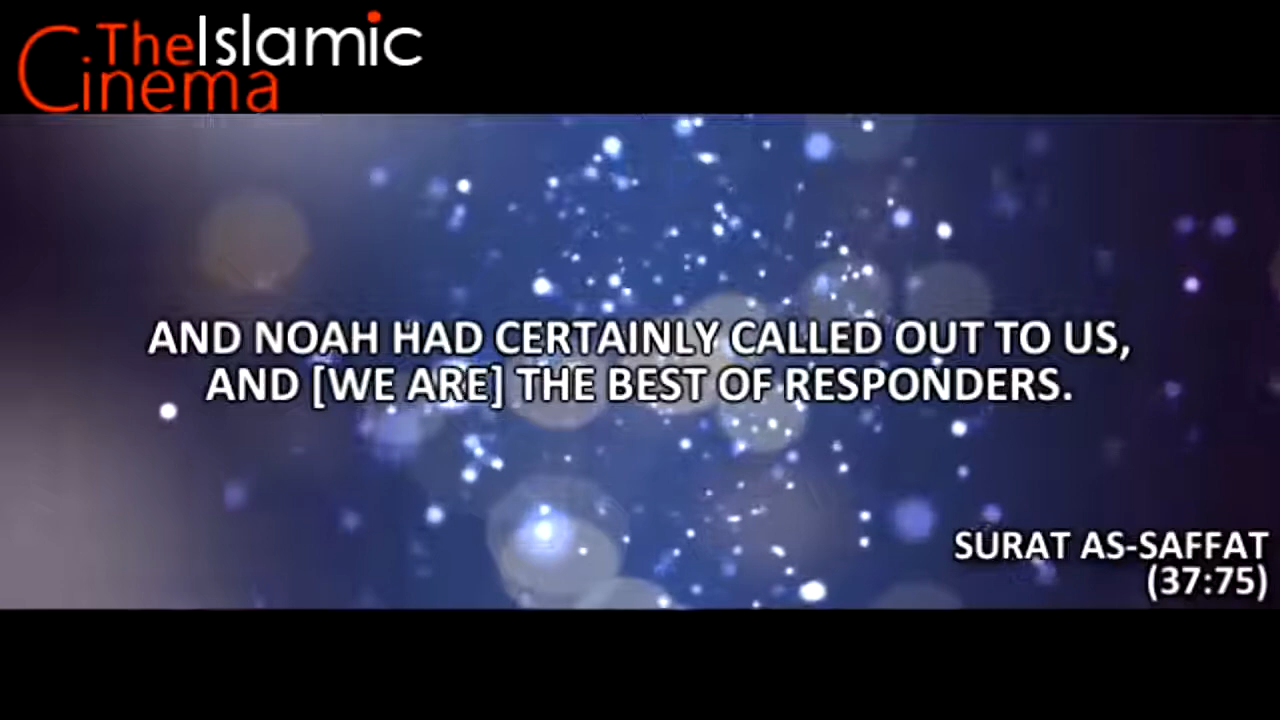 TheIslamic
Cinema
AND NOAH HAD CERTAINLY CALLED OUT TO US,
AND [WE ARE] THE BEST OF RESPONDERS.
SURAT AS-SAFFAT
(37:75)